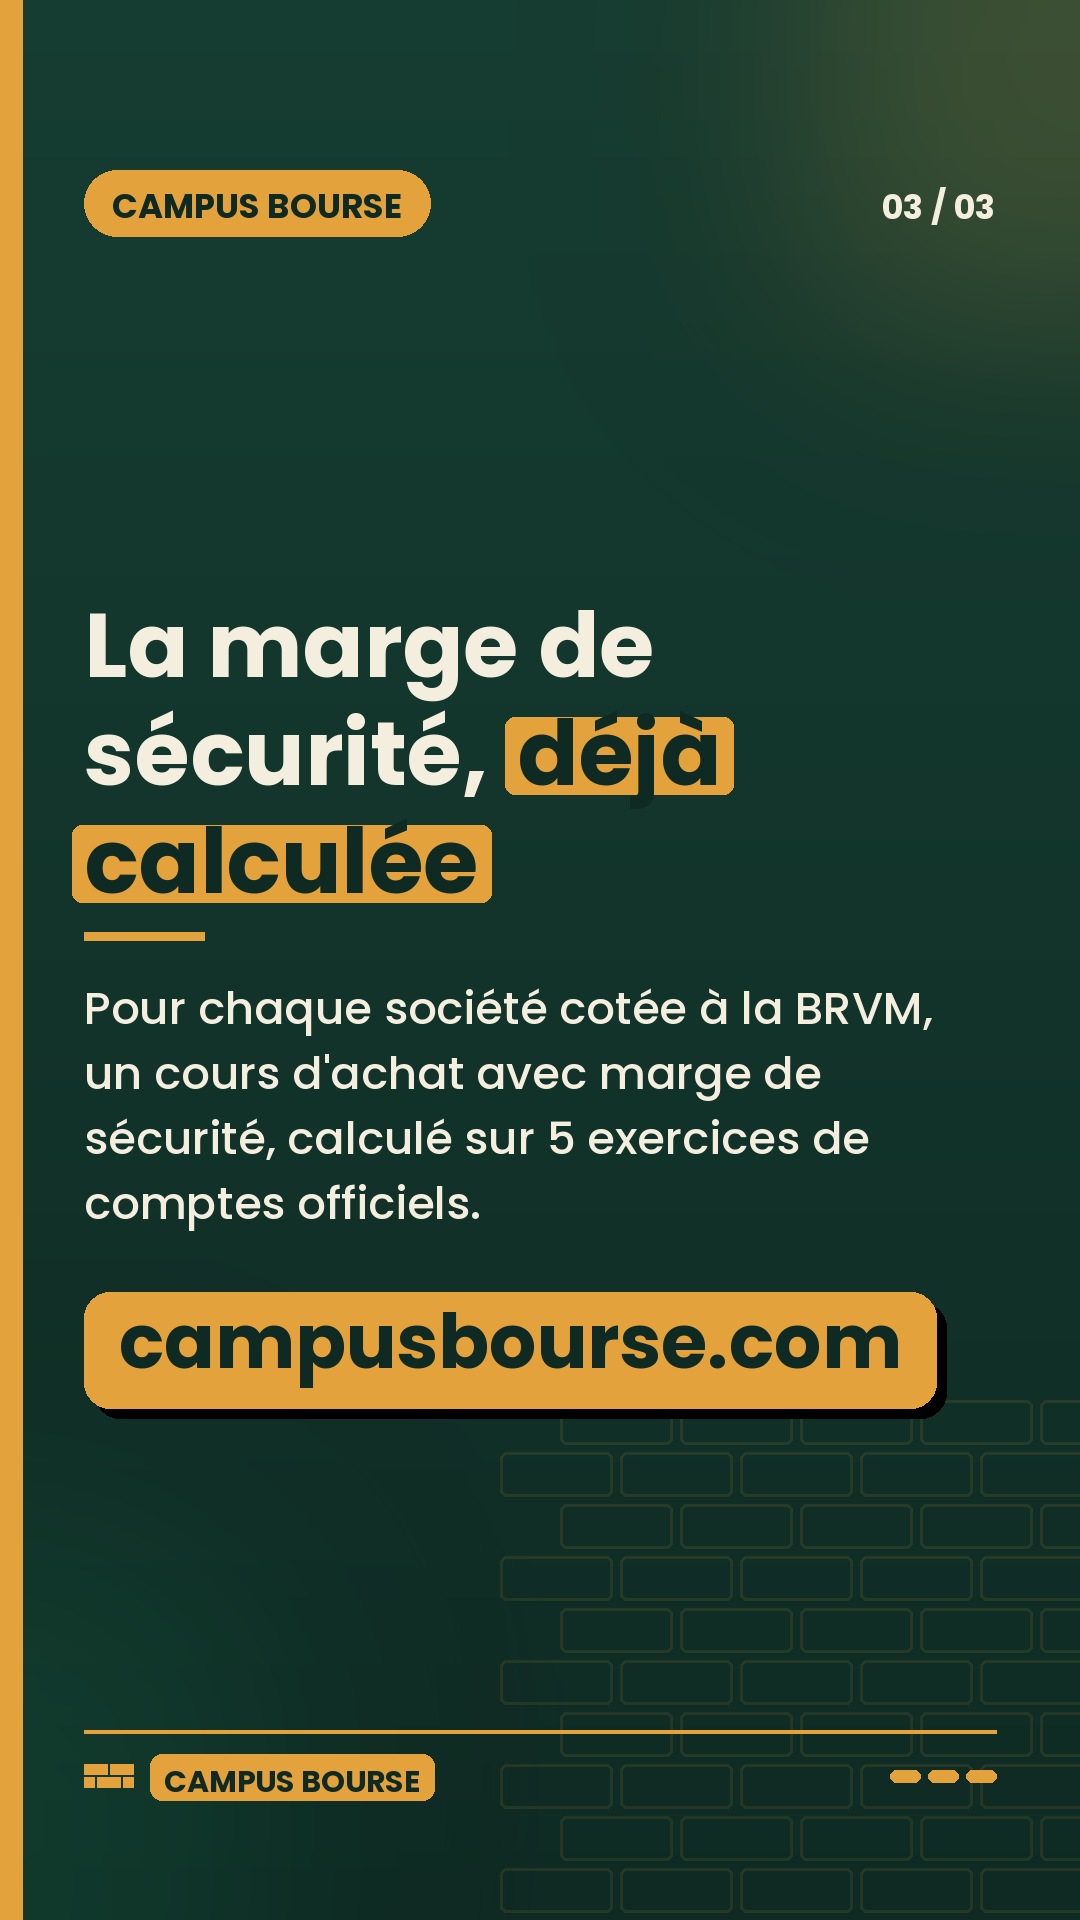 CAMPUS BOURSE
03 / 03
La marge de
sécurité, déjà
calculée
Pour chaque société cotée à la BRVM,
un cours d'achat avec marge de
sécurité, calculé sur 5 exercices de
comptes officiels.
campusbourse.com
CAMPUS BOURSE